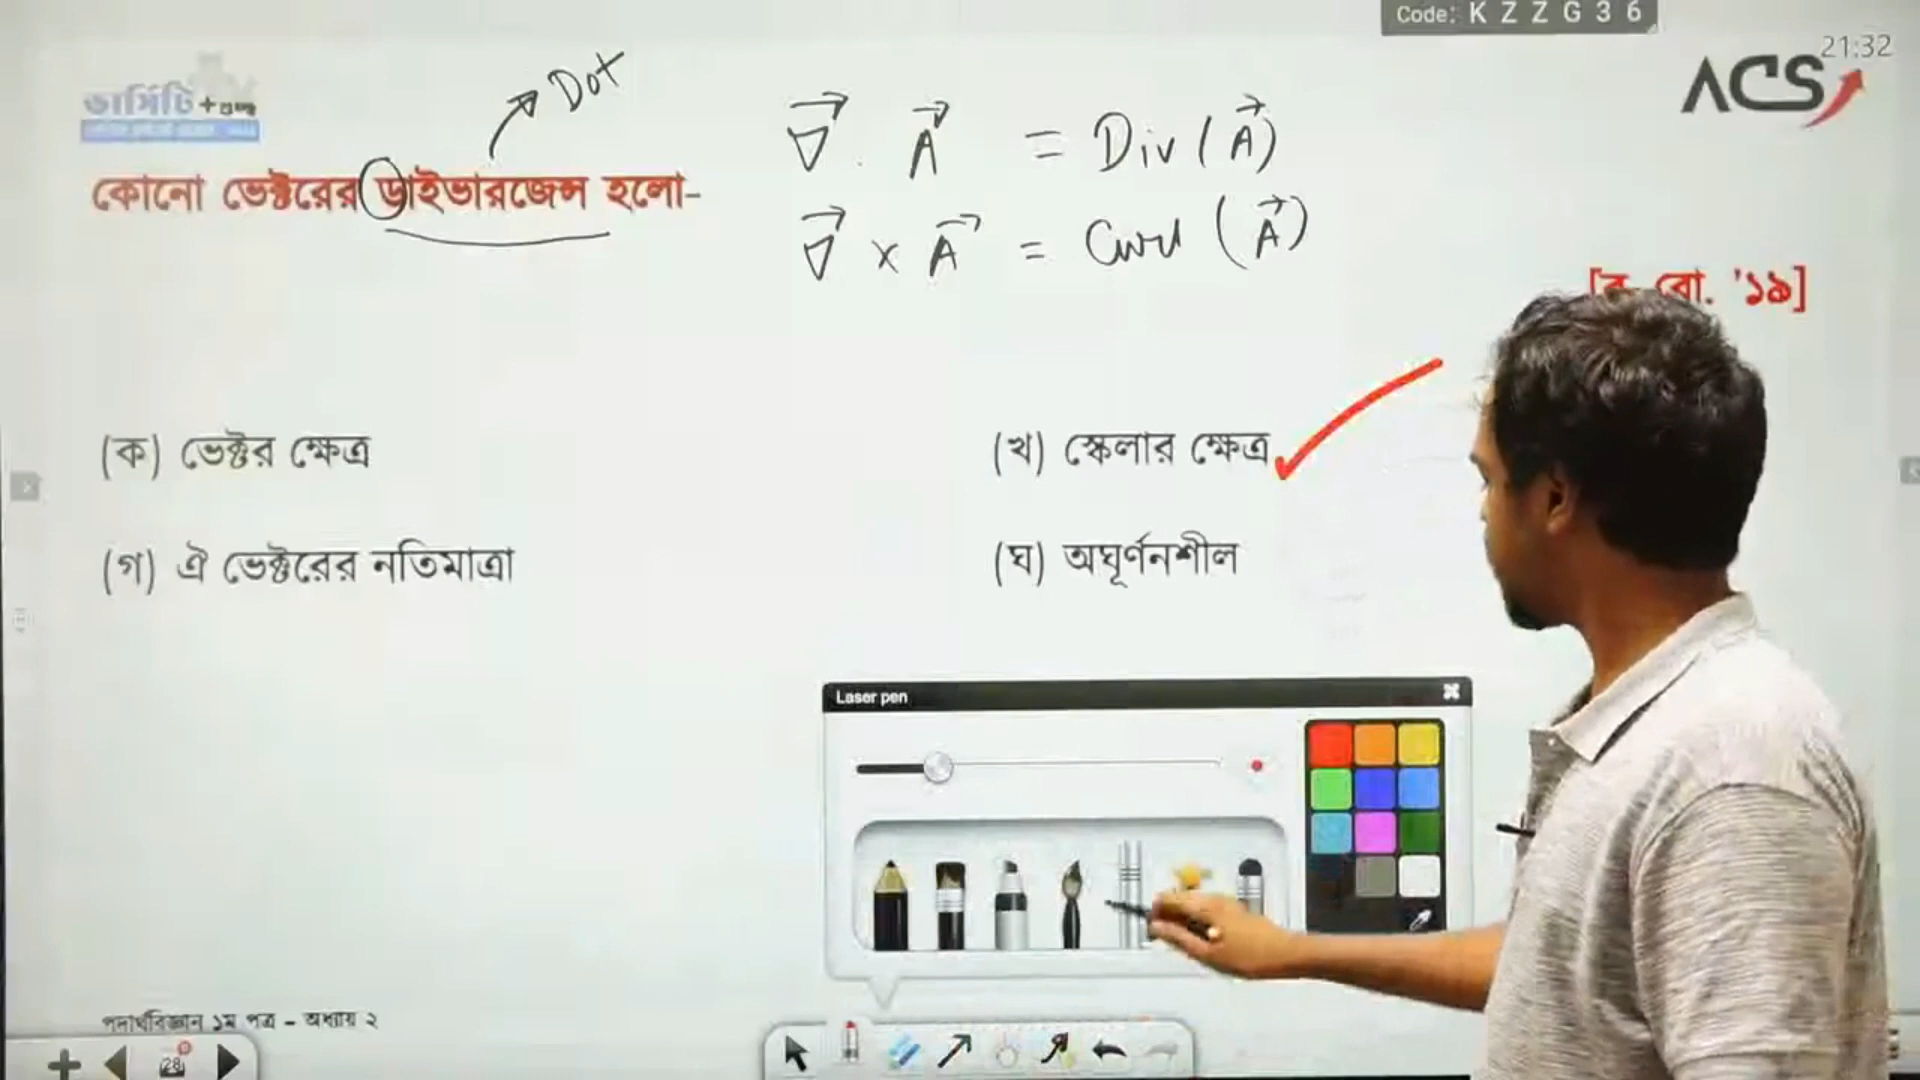 Code: K Z Z G 3 6
21:32
ACS
ভার্সিটি +
Dot
∇⃗ . A⃗ = Div (A⃗)
কোনো ভেক্টরের ডাইভারজেন্স হলো-
∇⃗ × A⃗ = Curl (A⃗)
বো. '১৯]
(ক) ভেক্টর ক্ষেত্র
(খ) স্কেলার ক্ষেত্র
(গ) ঐ ভেক্টরের নতিমাত্রা
(ঘ) অঘূর্ণনশীল
Laser pen
পদার্থবিজ্ঞান ১ম পত্র – অধ্যায় ২
28